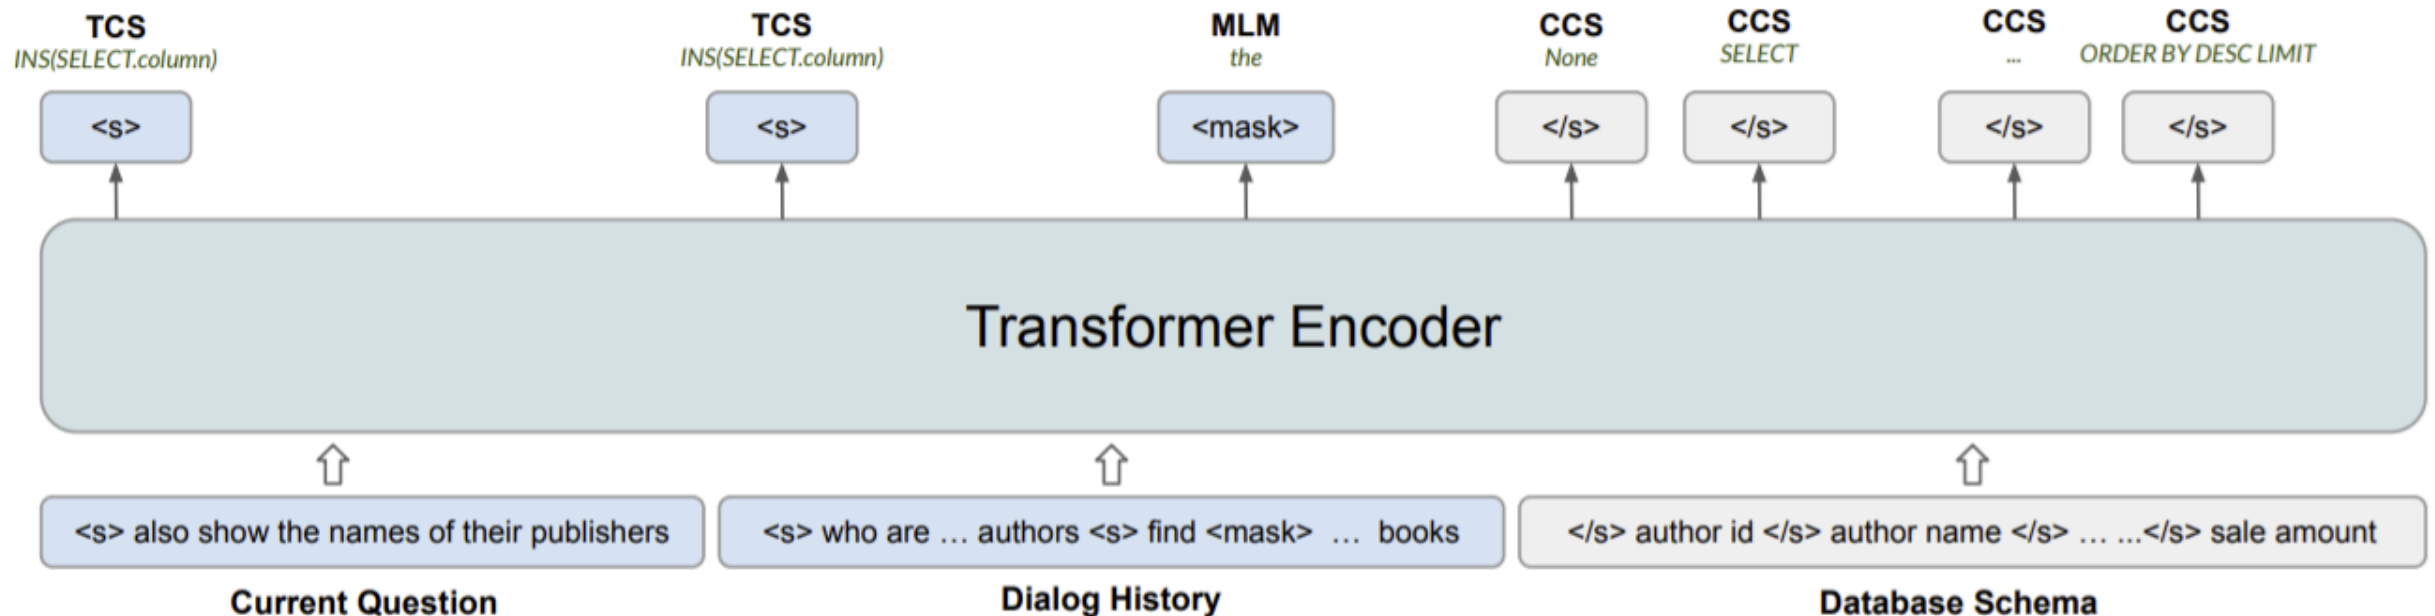 TCS TCS MLM CCS CCS CCS CCS
INS(SELECT.column) INS(SELECT.column) the None SELECT ... ORDER BY DESC LIMIT
<s> <s> <mask> </s> </s> </s> </s>
Transformer Encoder
<s> also show the names of their publishers <s> who are ... authors <s> find <mask> ... books </s> author id </s> author name </s> ... ...</s> sale amount
Current Question Dialog History Database Schema